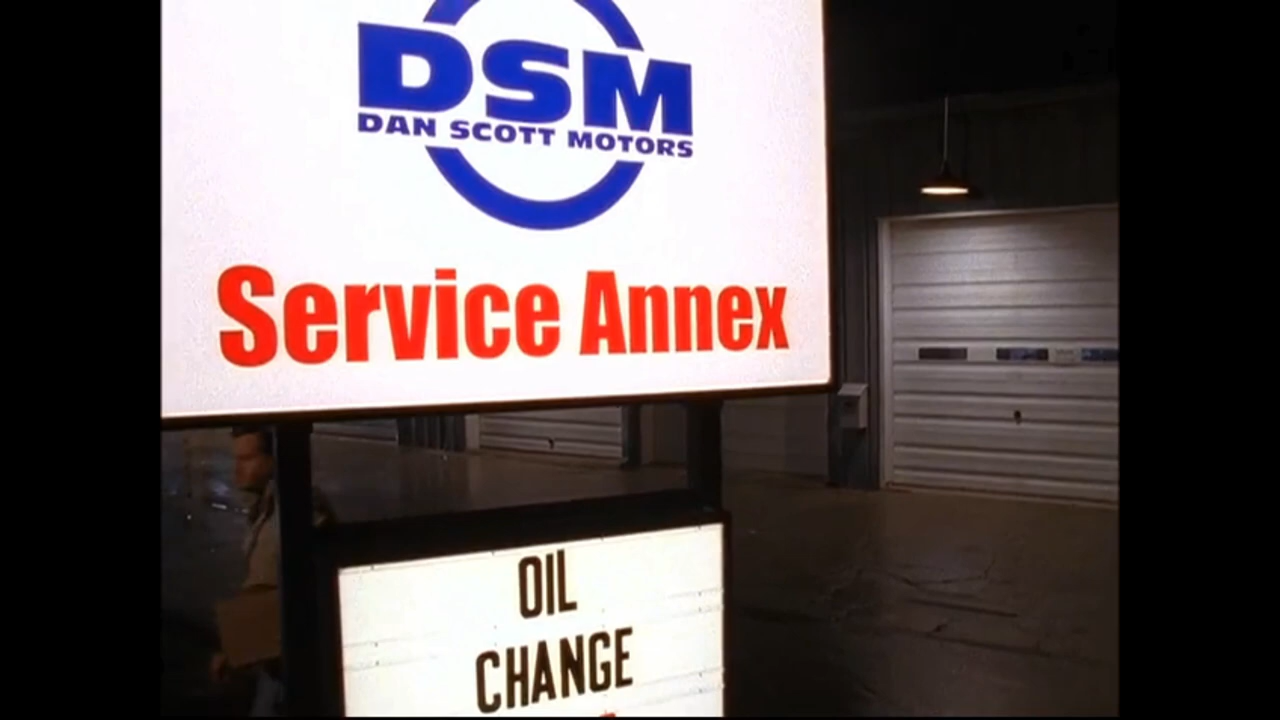 DSM
DAN SCOTT MOTORS
Service Annex
OIL
CHANGE